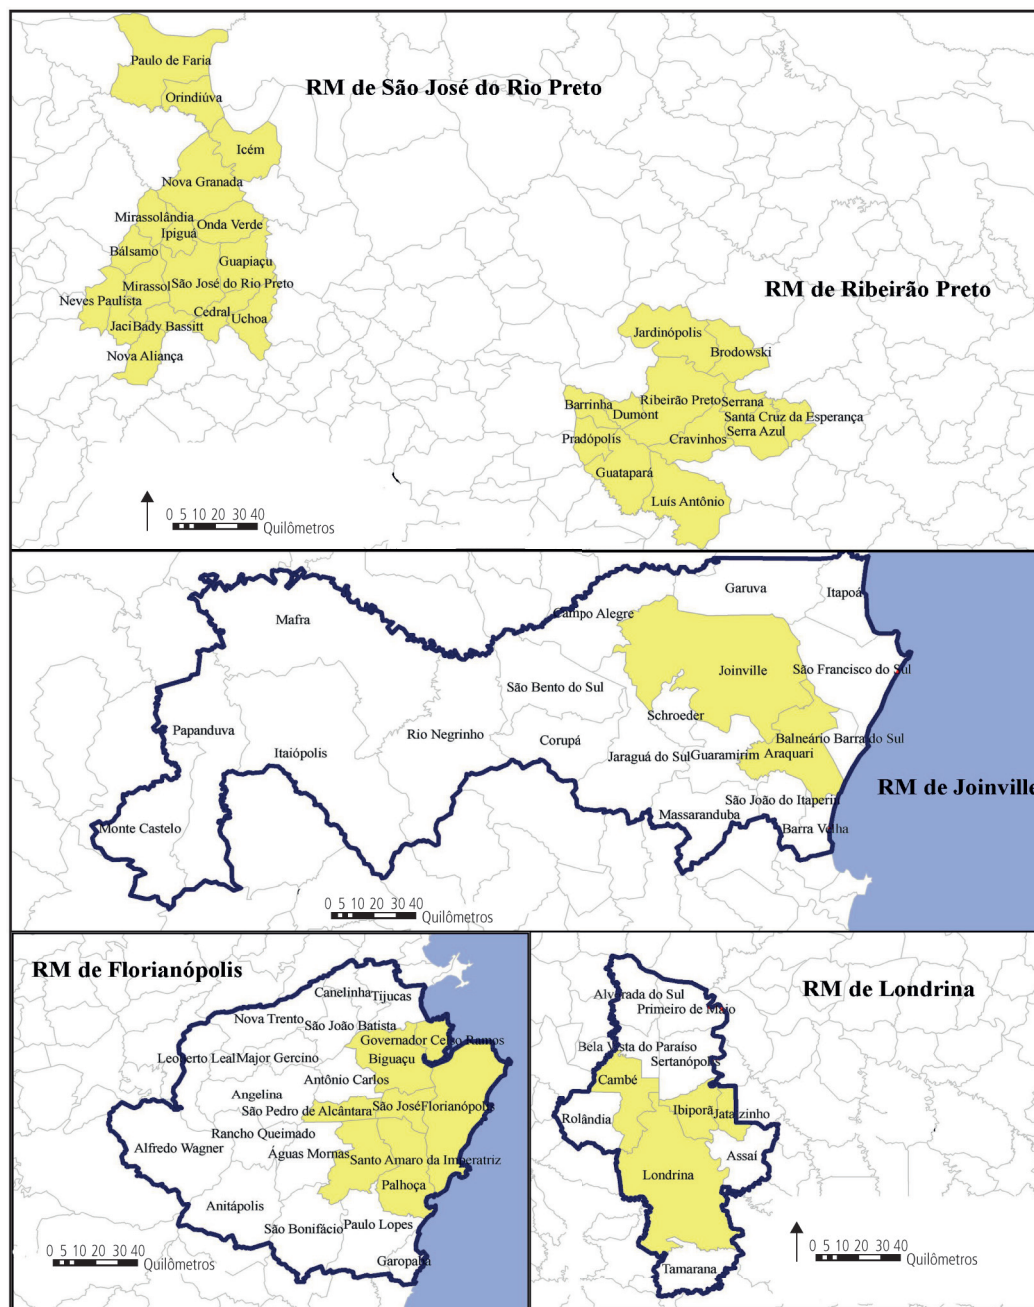 Paulo de Faria
RM de São José do Rio Preto
Orindiúva
Icém
Nova Granada
Mirassolândia
Onda Verde
Ipiguá
Bálsamo
Guapiaçu
Mirassol
São José do Rio Preto
Neves Paulista
Cedral
Uchoa
Jaci
Bady Bassitt
Nova Aliança
RM de Ribeirão Preto
Jardinópolis
Brodowski
Barrinha
Ribeirão Preto
Serrana
Dumont
Santa Cruz da Esperança
Serra Azul
Pradópolis
Cravinhos
Guatapará
Luís Antônio
0 5 10 20 30 40
Quilômetros
Garuva
Itapoá
Campo Alegre
Mafra
Joinville
São Francisco do Sul
São Bento do Sul
Schroeder
Papanduva
Rio Negrinho
Corupá
Balneário Barra do Sul
Itaiópolis
Jaraguá do Sul
Guaramirim
Araquari
RM de Joinville
São João do Itaperiú
Massaranduba
Monte Castelo
Barra Velha
0 5 10 20 30 40
Quilômetros
RM de Florianópolis
Canelinha
Tijucas
Nova Trento
São João Batista
Governador Celso Ramos
Leoberto Leal
Major Gercino
Biguaçu
Antônio Carlos
Angelina
São Pedro de Alcântara
São José
Florianópolis
Rancho Queimado
Alfredo Wagner
Águas Mornas
Santo Amaro da Imperatriz
Palhoça
Anitápolis
São Bonifácio
Paulo Lopes
Garopaba
0 5 10 20 30 40
Quilômetros
RM de Londrina
Alvorada do Sul
Primeiro de Maio
Bela Vista do Paraíso
Sertanópolis
Cambé
Rolândia
Ibiporã
Jataizinho
Assaí
Londrina
Tamarana
0 5 10 20 30 40
Quilômetros